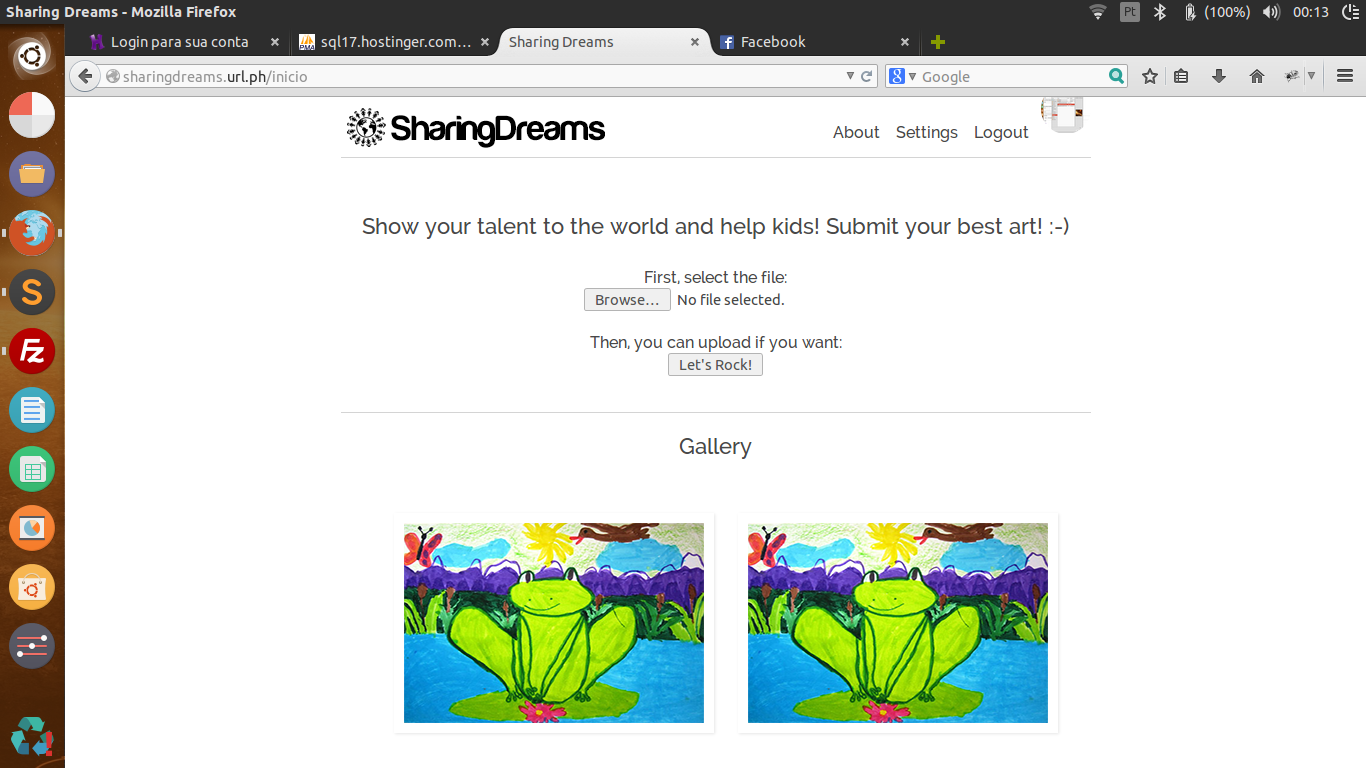 Sharing Dreams - Mozilla Firefox
Pt
(100%)
00:13
Login para sua conta
PMA
sql17.hostinger.com...
Sharing Dreams
Facebook
sharingdreams.url.ph/inicio
Google
SharingDreams
About Settings Logout
Show your talent to the world and help kids! Submit your best art! :-)
First, select the file:
Browse... No file selected.
Then, you can upload if you want:
Let's Rock!
Gallery